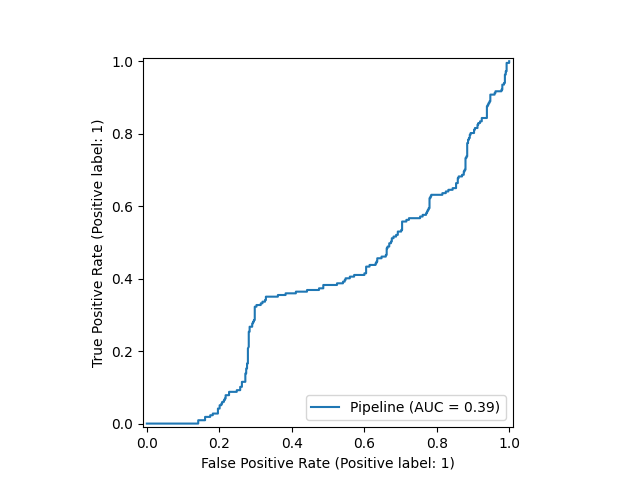 1.0
0.8
0.6
0.4
0.2
0.0
True Positive Rate (Positive label: 1)
Pipeline (AUC = 0.39)
0.0 0.2 0.4 0.6 0.8 1.0
False Positive Rate (Positive label: 1)